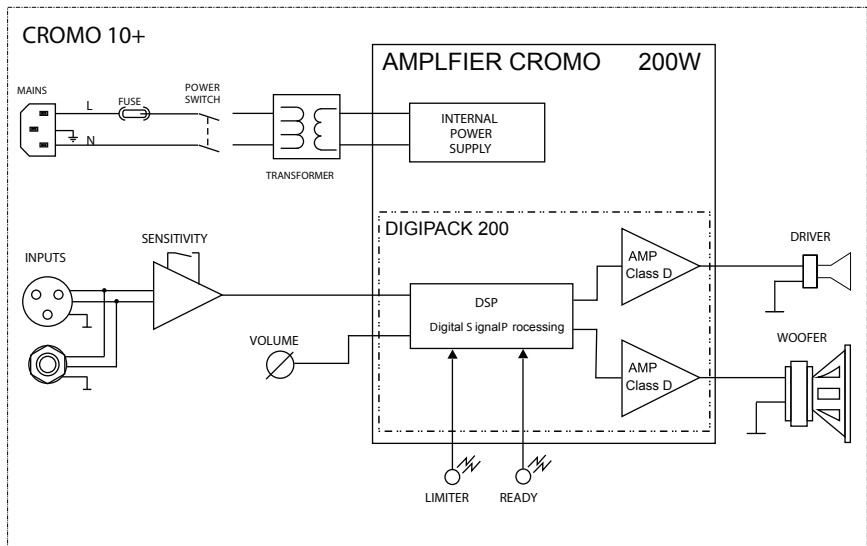 CROMO 10+
AMPLFIER CROMO 200W
MAINS
L
FUSE
POWER
SWITCH
N
TRANSFORMER
INTERNAL
POWER
SUPPLY
DIGIPACK 200
INPUTS
SENSITIVITY
AMP
Class D
DRIVER
DSP
Digital S ignalP rocessing
VOLUME
WOOFER
AMP
Class D
LIMITER
READY